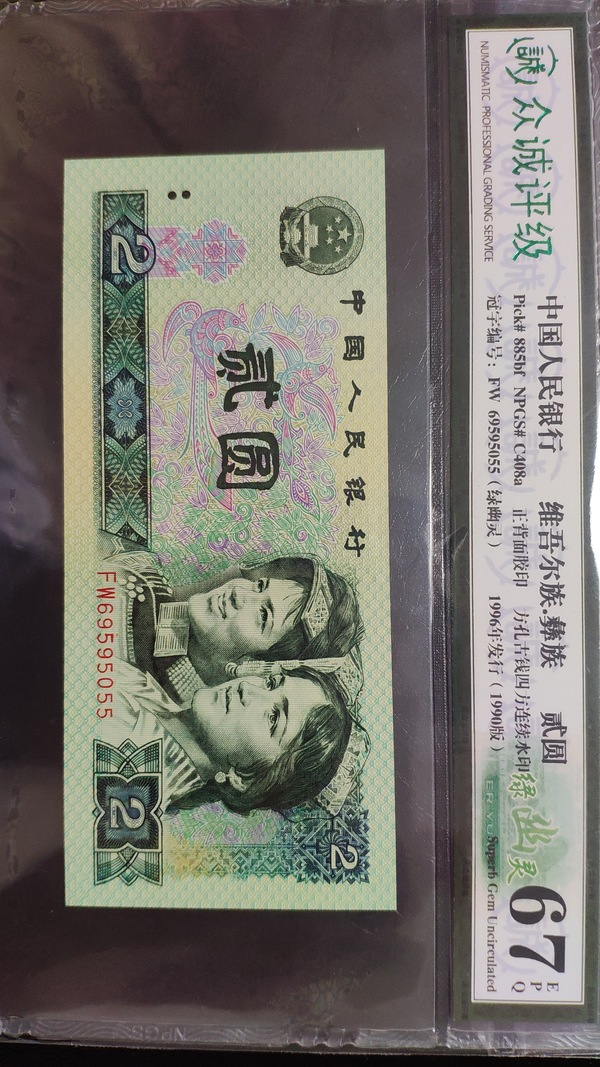 誠 众诚评级
NUMISMATIC PROFESSIONAL GRADING SERVICE
中国人民银行 维吾尔族.彝族 贰圆
Pick# 885bf NPGS# C408a 正背面胶印 方孔古钱四方连续水印
冠字编号：FW 69595055（绿幽灵） 1996年发行（1990版）
绿幽灵
67
EPQ
Superb Gem Uncirculated
中国人民银行
贰圆
2
FW69595055
2
2
NPGS